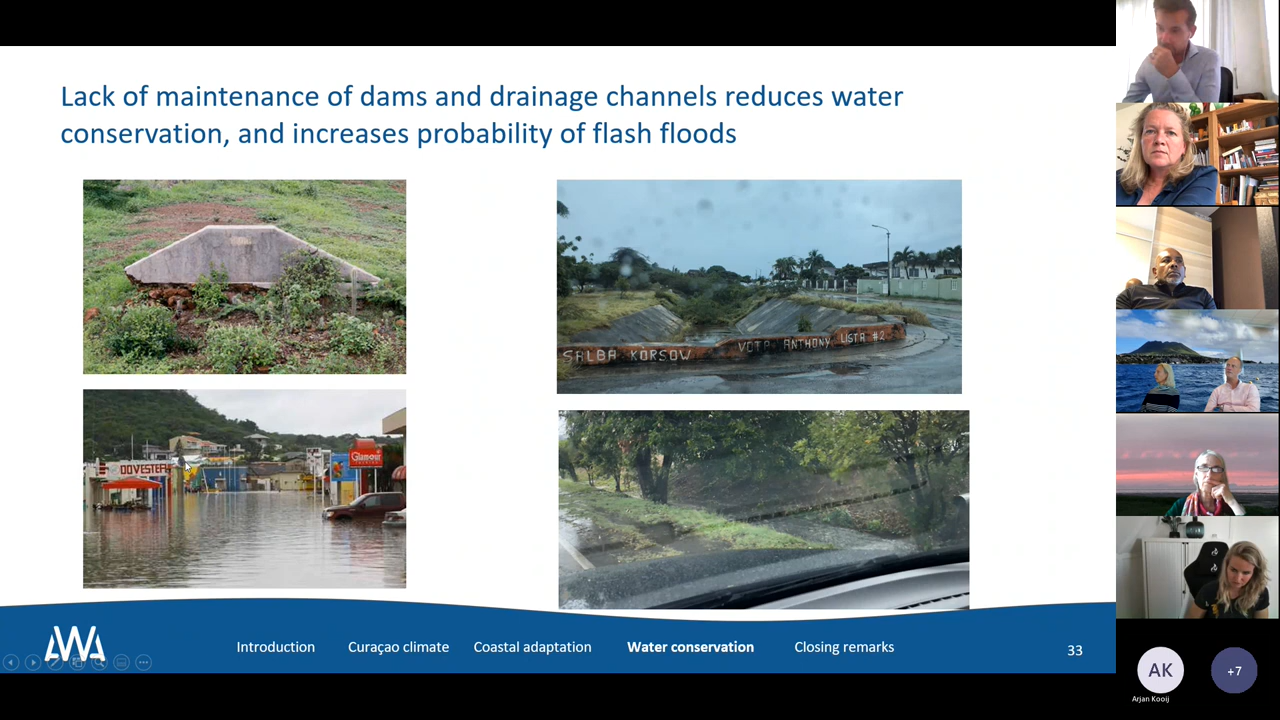 Lack of maintenance of dams and drainage channels reduces water
conservation, and increases probability of flash floods
SALBA KORSOW
VOTA ANTHONY LISTA #2
DOVESTEFA
Glamour
AWA
Introduction
Curaçao climate
Coastal adaptation
Water conservation
Closing remarks
33
AK
+7
Arjan Kooij